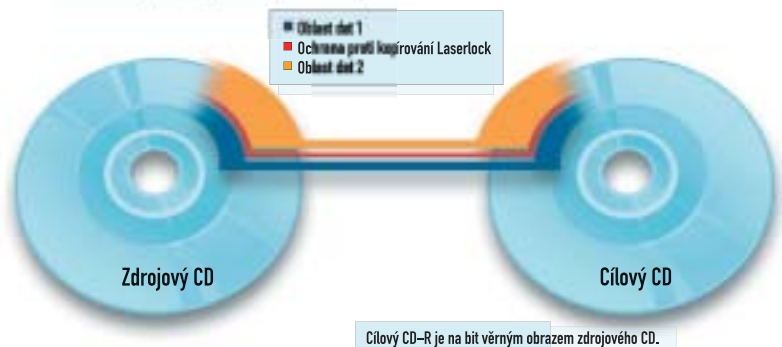 Oblast dat 1
Ochrana proti kopírování Laserlock
Oblast dat 2
Zdrojový CD
Cílový CD
Cílový CD–R je na bit věrným obrazem zdrojového CD.